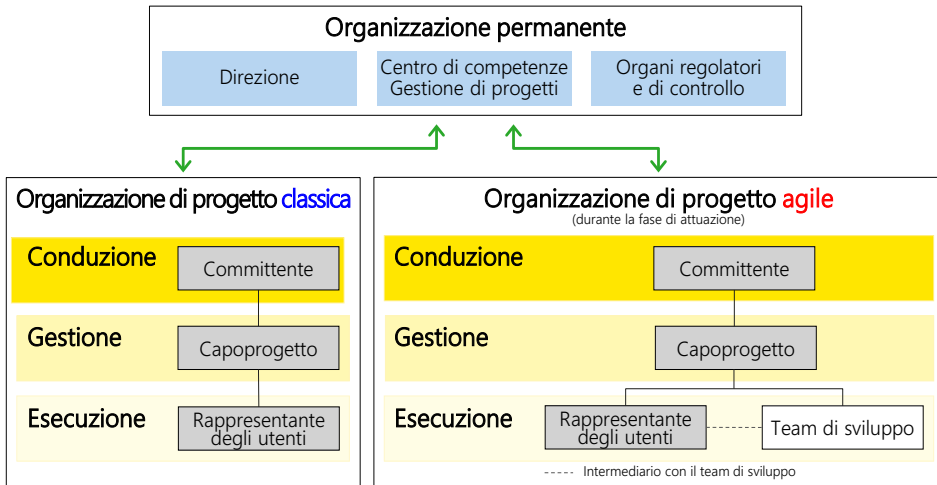 Organizzazione permanente
Direzione
Centro di competenze
Gestione di progetti
Organi regolatori
e di controllo
Organizzazione di progetto classica
Conduzione
Committente
Gestione
Capoprogetto
Esecuzione
Rappresentante
degli utenti
Organizzazione di progetto agile
(durante la fase di attuazione)
Conduzione
Committente
Gestione
Capoprogetto
Esecuzione
Rappresentante
degli utenti
Team di sviluppo
Intermediario con il team di sviluppo